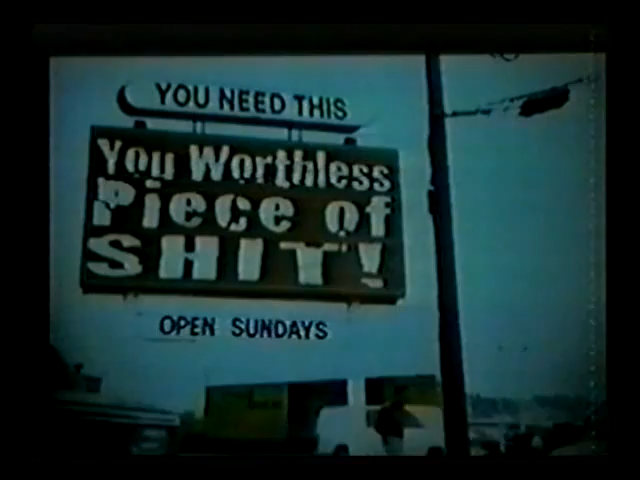 YOU NEED THIS
You Worthless
Piece of
SHIT!
OPEN SUNDAYS